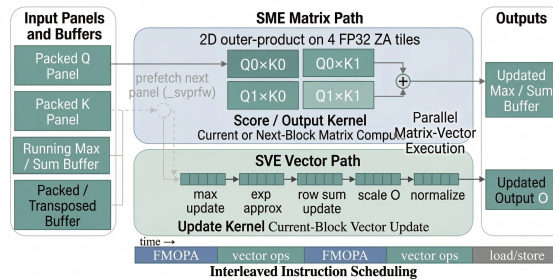 Input Panels
and Buffers
Packed Q
Panel
Packed K
Panel
Running Max
/ Sum Buffer
Packed /
Transposed
Buffer
prefetch next
panel (_svprfw)
SME Matrix Path
2D outer-product on 4 FP32 ZA tiles
Q0×K0 Q0×K1
Q1×K0 Q1×K1
+
Score / Output Kernel
Current or Next-Block Matrix Compu
Parallel
Matrix-Vector
Execution
SVE Vector Path
max
update
exp
approx
row sum
update
scale O
normalize
Update Kernel Current-Block Vector Update
Outputs
Updated
Max / Sum
Buffer
Updated
Output O
time →
FMOPA vector ops FMOPA vector ops load/store
Interleaved Instruction Scheduling